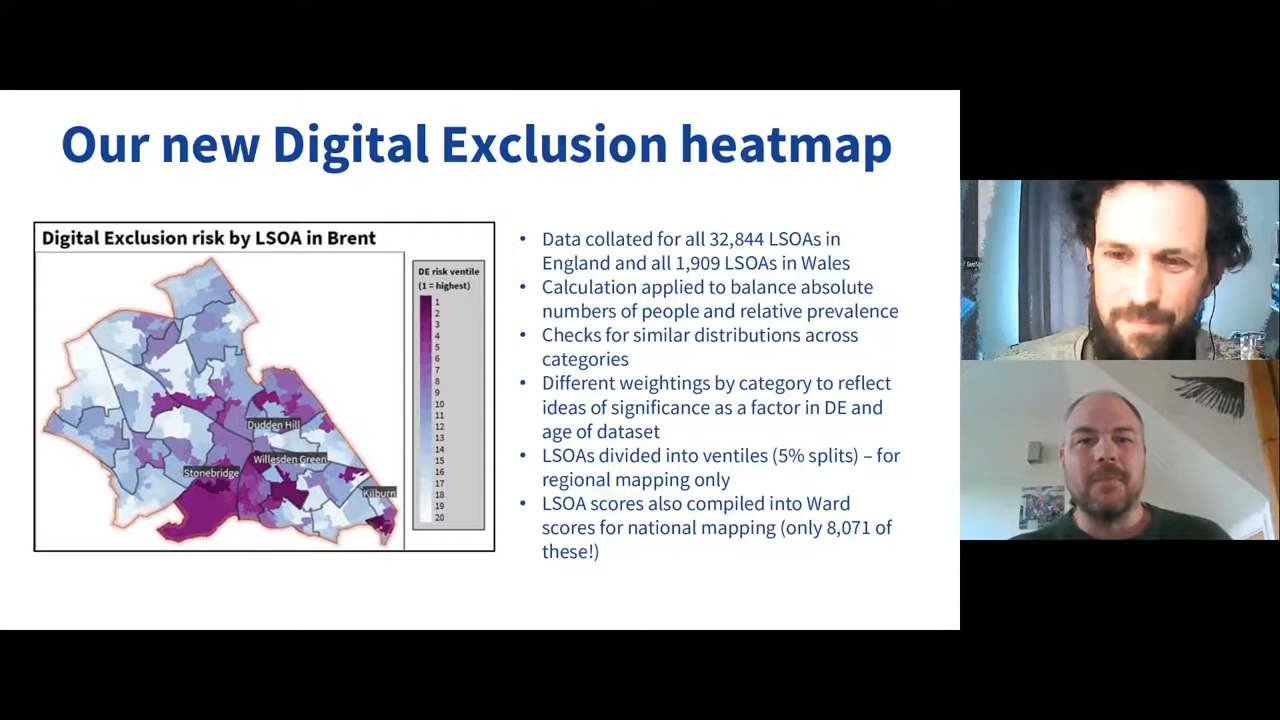 Our new Digital Exclusion heatmap
Digital Exclusion risk by LSOA in Brent
DE risk ventile
(1 = highest)
1
2
3
4
5
6
7
8
9
10
11
12
13
14
15
16
17
18
19
20
Dudden Hill
Willesden Green
Stonebridge
Kilburn
• Data collated for all 32,844 LSOAs in
England and all 1,909 LSOAs in Wales
• Calculation applied to balance absolute
numbers of people and relative prevalence
• Checks for similar distributions across
categories
• Different weightings by category to reflect
ideas of significance as a factor in DE and
age of dataset
• LSOAs divided into ventiles (5% splits) – for
regional mapping only
• LSOA scores also compiled into Ward
scores for national mapping (only 8,071 of
these!)